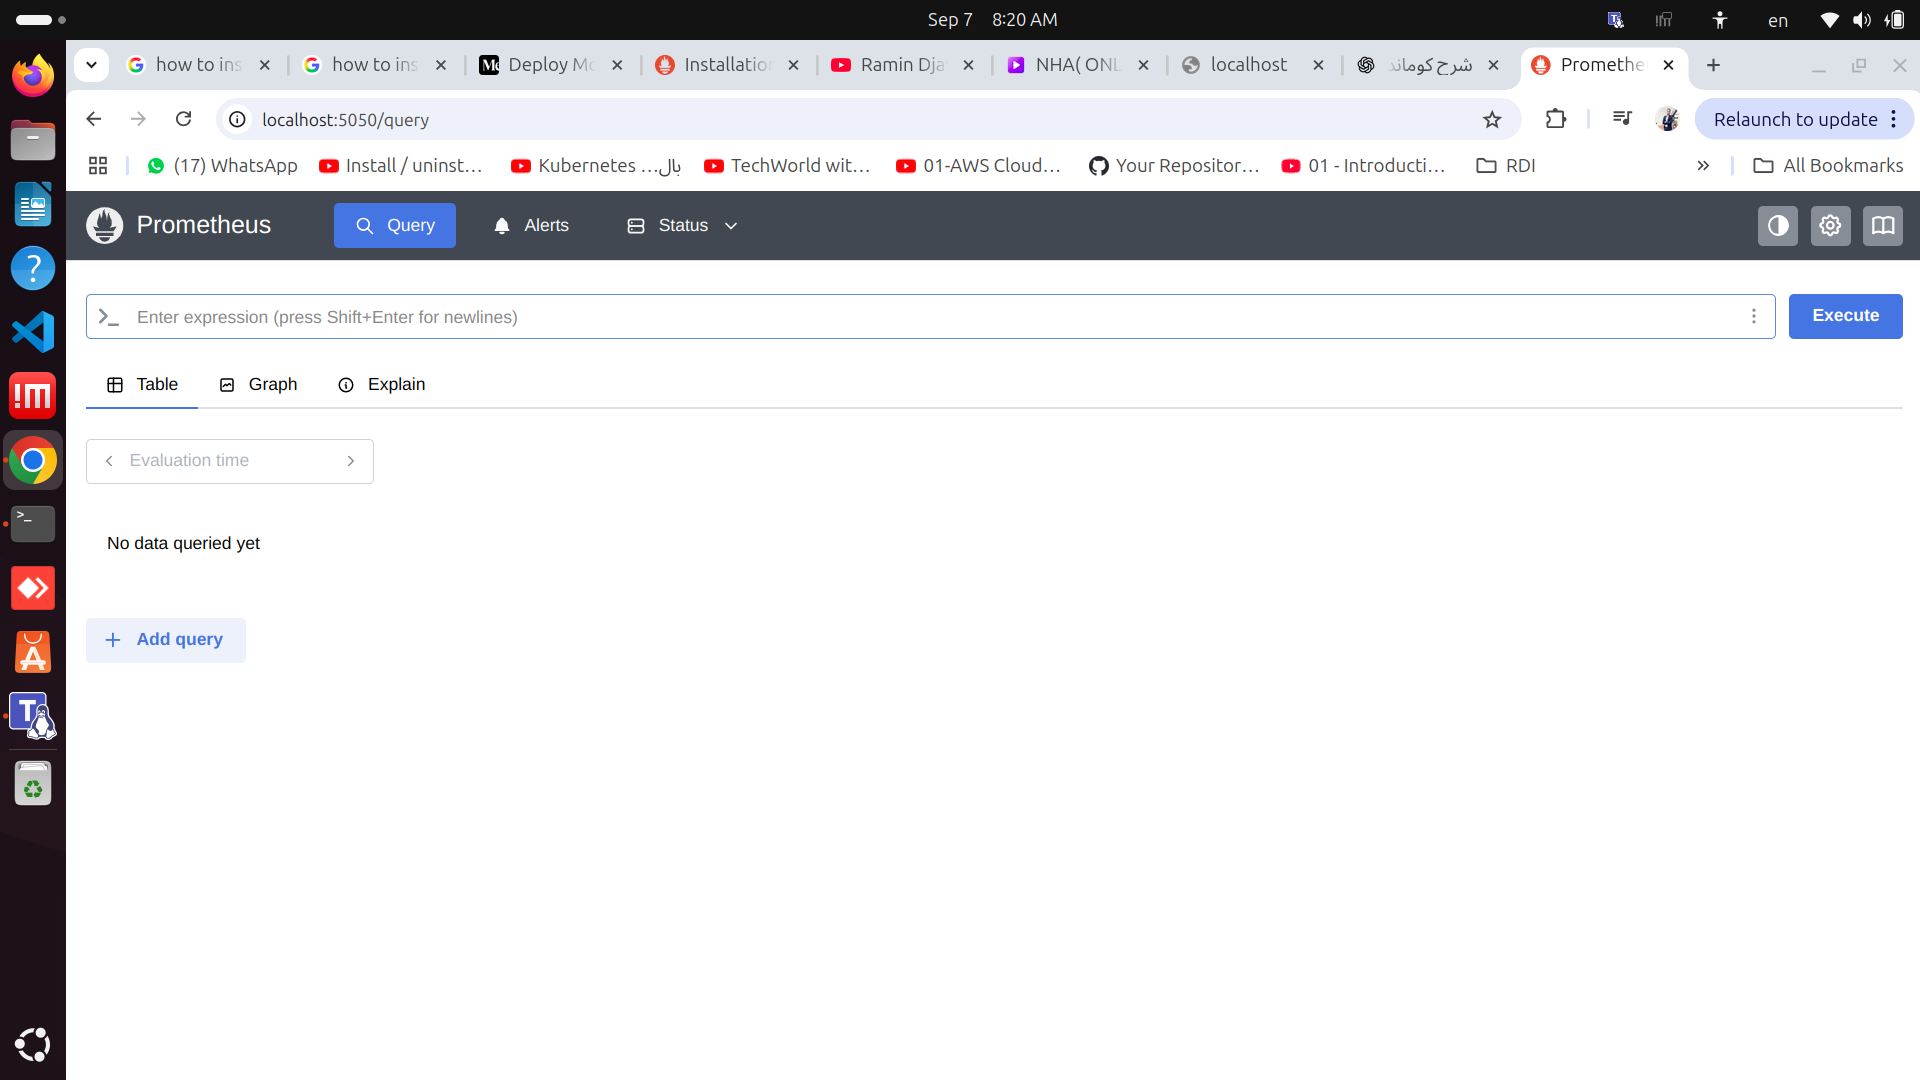 Sep 7 8:20 AM
en
how to ins
how to ins
Deploy Mo
Installation
Ramin Dja
NHA( ONL
localhost
شرح كوماند
Promethe
localhost:5050/query
Relaunch to update
(17) WhatsApp
Install / uninst…
Kubernetes …بال
TechWorld wit…
01-AWS Cloud…
Your Repositor…
01 - Introducti…
RDI
» All Bookmarks
Prometheus
Query
Alerts
Status
>_ Enter expression (press Shift+Enter for newlines)
Execute
Table
Graph
Explain
Evaluation time
No data queried yet
+ Add query